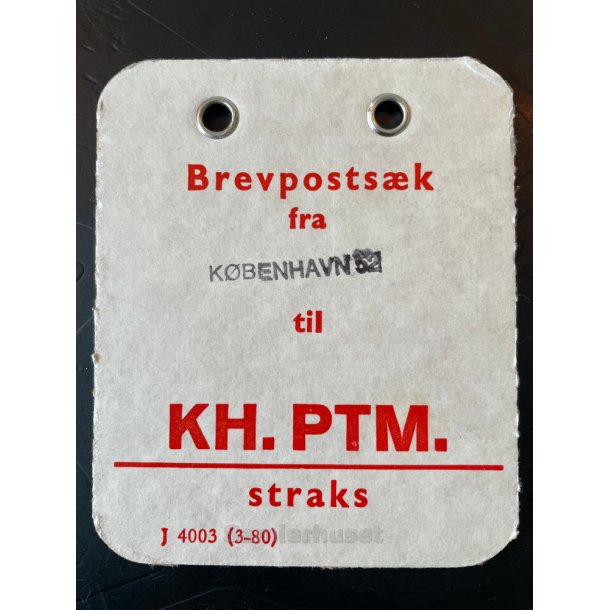 Brevpostsæk
fra
KØBENHAVN 52
til
KH. PTM.
straks
J 4003 (3-80)